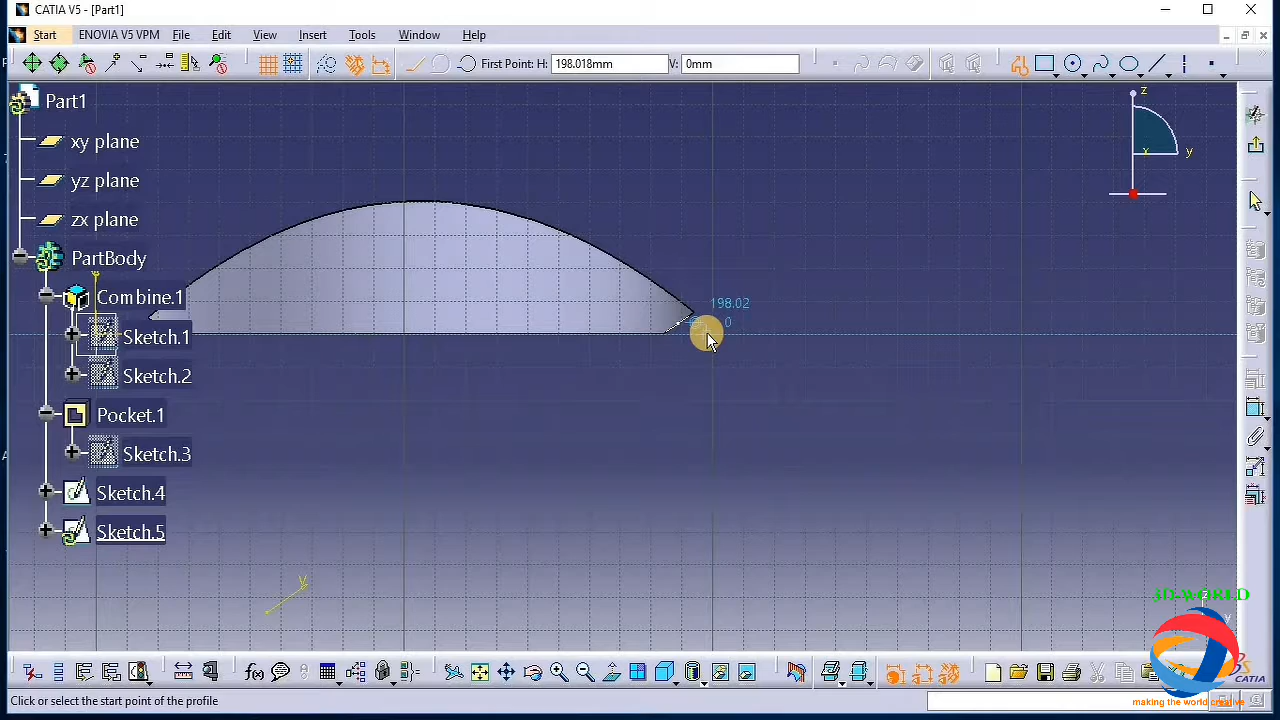 CATIA V5 - [Part1]
Start ENOVIA V5 VPM File Edit View Insert Tools Window Help
First Point: H: 198.018mm V: 0mm
Part1
xy plane
yz plane
zx plane
PartBody
Combine.1
Sketch.1
Sketch.2
Pocket.1
Sketch.3
Sketch.4
Sketch.5
198.02
0
z
x y
y
3D-WORLD
z
y
CATIA
making the world creative
Click or select the start point of the profile